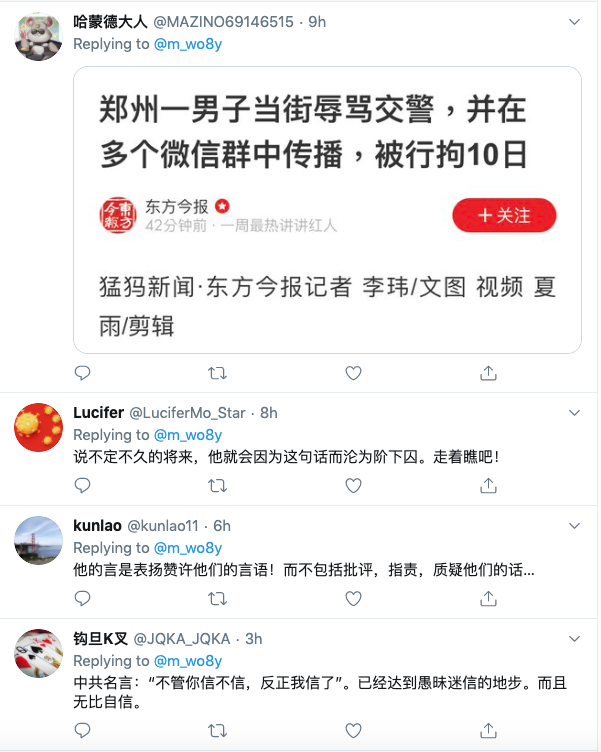 哈蒙德大人 @MAZINO69146515 · 9h
Replying to @m_wo8y
郑州一男子当街辱骂交警，并在
多个微信群中传播，被行拘10日
东方今报
42分钟前 · 一周最热讲讲红人
＋关注
猛犸新闻·东方今报记者 李玮/文图 视频 夏
雨/剪辑
Lucifer @LuciferMo_Star · 8h
Replying to @m_wo8y
说不定不久的将来，他就会因为这句话而沦为阶下囚。走着瞧吧！
kunlao @kunlao11 · 6h
Replying to @m_wo8y
他的言是表扬赞许他们的言语！而不包括批评，指责，质疑他们的话...
钩旦K叉 @JQKA_JQKA · 3h
Replying to @m_wo8y
中共名言：“不管你信不信，反正我信了”。已经达到愚昧迷信的地步。而且
无比自信。